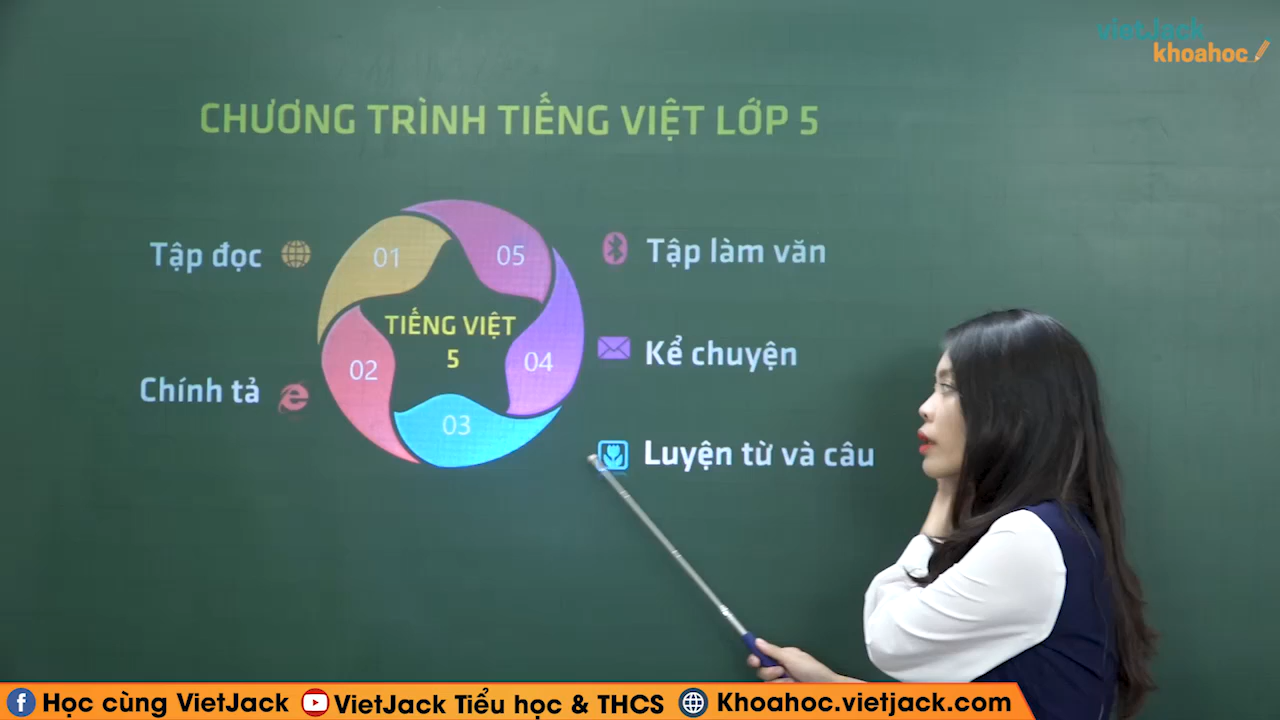 vietJack
khoahoc
CHƯƠNG TRÌNH TIẾNG VIỆT LỚP 5
Tập đọc
01
05
Tập làm văn
TIẾNG VIỆT
5
02
04
Kể chuyện
Chính tả
03
Luyện từ và câu
Học cùng VietJack
VietJack Tiểu học & THCS
Khoahoc.vietjack.com